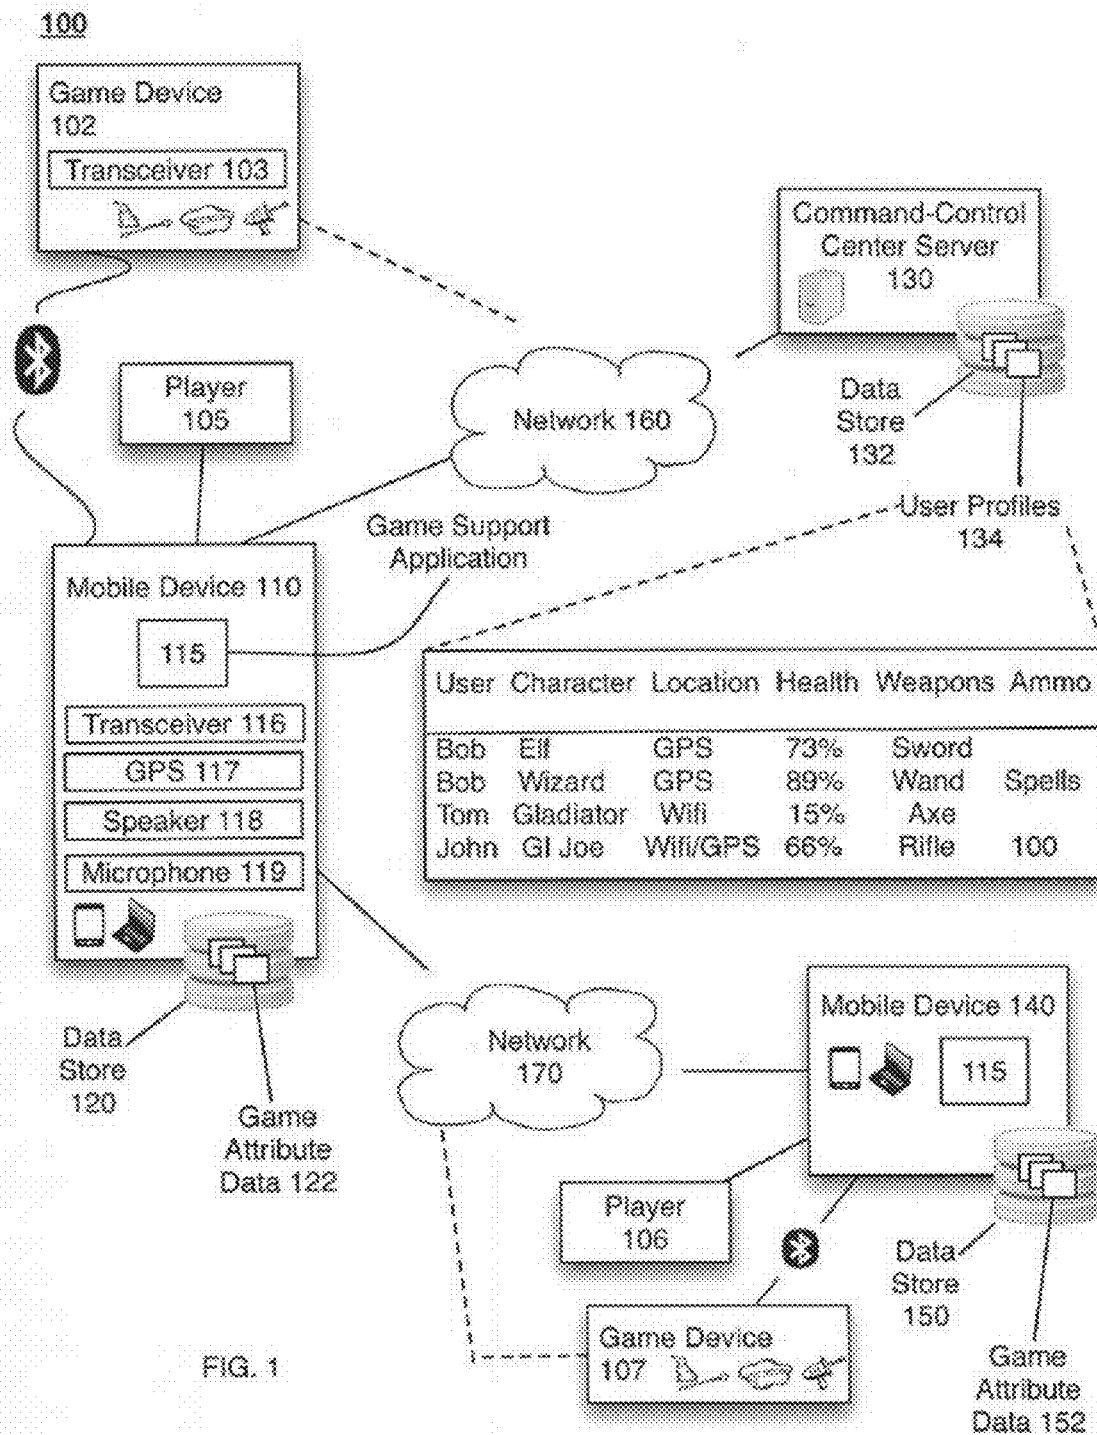 100
Game Device
102
Transceiver 103
Command-Control
Center Server
130
Player
105
Network 160
Data
Store
132
User Profiles
134
Game Support
Application
Mobile Device 110
115
Transceiver 116
GPS 117
Speaker 118
Microphone 119
User Character Location Health Weapons Ammo
Bob Elf GPS 73% Sword
Bob Wizard GPS 89% Wand Spells
Tom Gladiator Wifi 15% Axe
John GI Joe Wifi/GPS 66% Rifle 100
Data
Store
120
Game
Attribute
Data 122
Network
170
Mobile Device 140
115
Player
106
Data
Store
150
Game Device
107
Game
Attribute
Data 152
FIG. 1